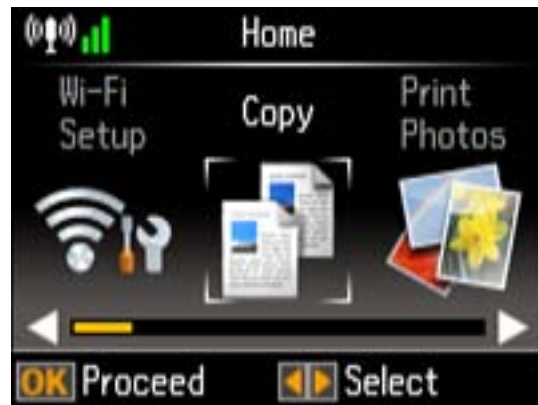 Home
Wi-Fi Setup
Copy
Print Photos
OK Proceed
Select